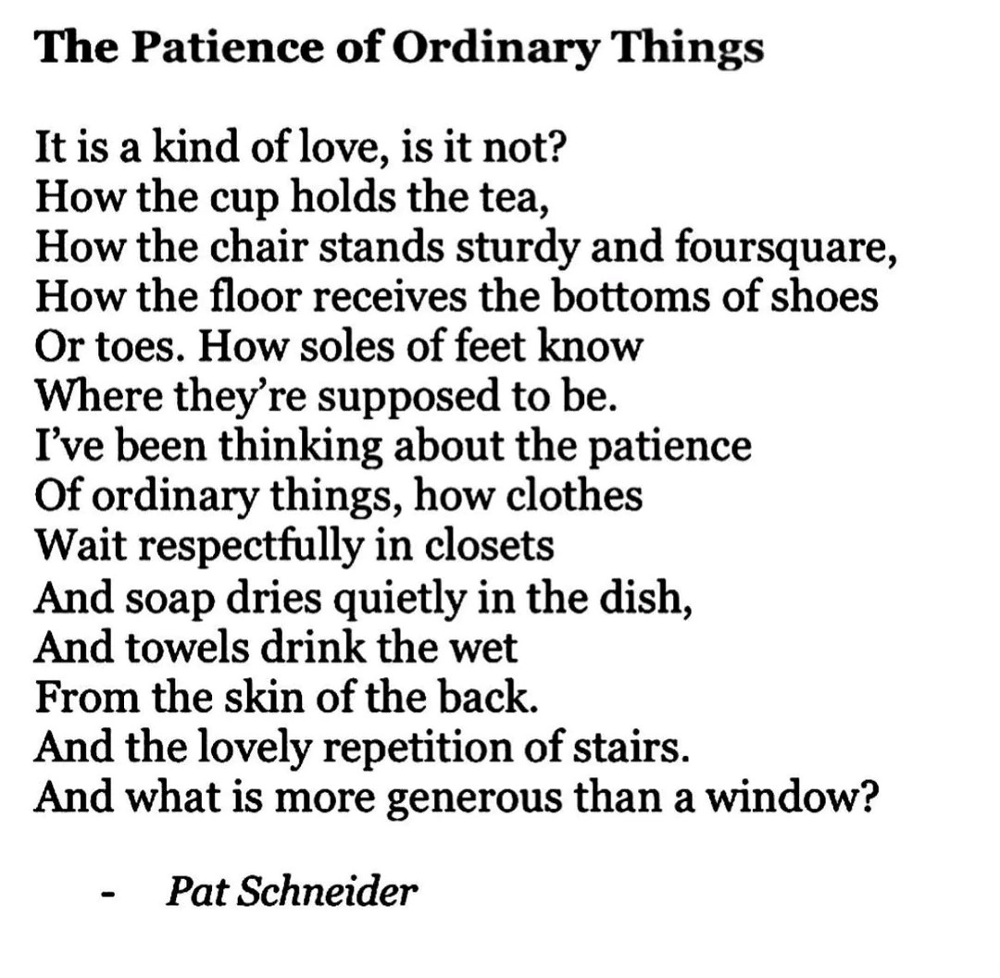 The Patience of Ordinary Things
It is a kind of love, is it not?
How the cup holds the tea,
How the chair stands sturdy and foursquare,
How the floor receives the bottoms of shoes
Or toes. How soles of feet know
Where they’re supposed to be.
I’ve been thinking about the patience
Of ordinary things, how clothes
Wait respectfully in closets
And soap dries quietly in the dish,
And towels drink the wet
From the skin of the back.
And the lovely repetition of stairs.
And what is more generous than a window?
- Pat Schneider